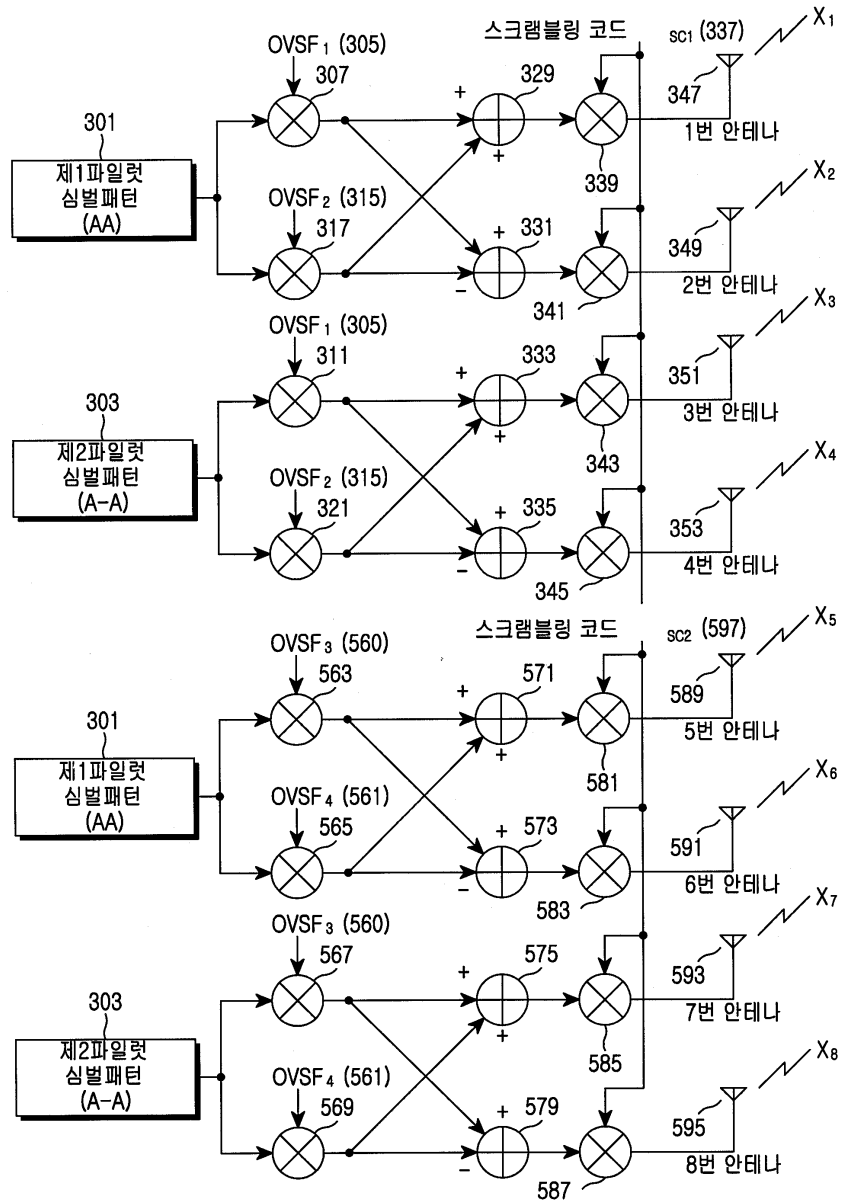 스크램블링 코드 SC1 (337) X1
OVSF1 (305)
307
+ 329
347
301
제1파일럿
심벌패턴
(AA)
+
339
1번 안테나
OVSF2 (315)
317
+ 331
X2
349
−
341
2번 안테나
OVSF1 (305)
311
+ 333
X3
351
303
제2파일럿
심벌패턴
(A-A)
+
343
3번 안테나
OVSF2 (315)
321
+ 335
X4
353
−
345
4번 안테나
스크램블링 코드 SC2 (597) X5
OVSF3 (560)
563
+ 571
589
301
제1파일럿
심벌패턴
(AA)
+
581
5번 안테나
OVSF4 (561)
565
+ 573
X6
591
−
583
6번 안테나
OVSF3 (560)
567
+ 575
X7
593
303
제2파일럿
심벌패턴
(A-A)
+
585
7번 안테나
OVSF4 (561)
569
+ 579
X8
595
−
587
8번 안테나